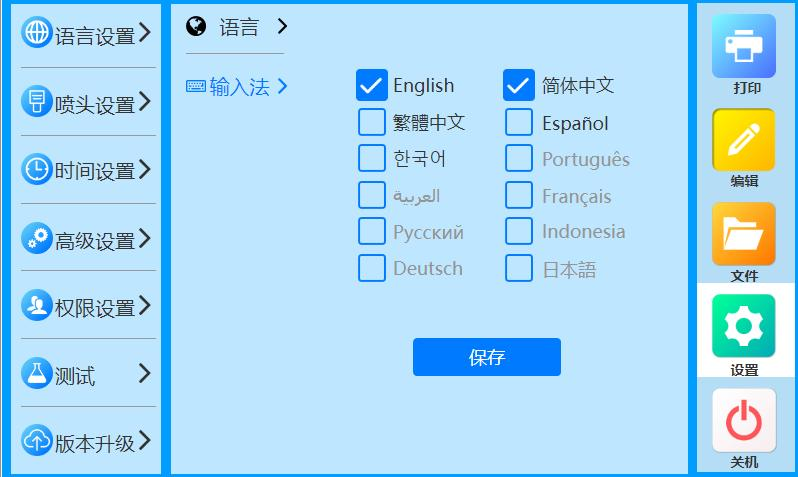 语言设置
喷头设置
时间设置
高级设置
权限设置
测试
版本升级
语言
输入法
English 简体中文
繁體中文 Español
한국어 Português
العربية Français
Русский Indonesia
Deutsch 日本語
保存
打印
编辑
文件
设置
关机